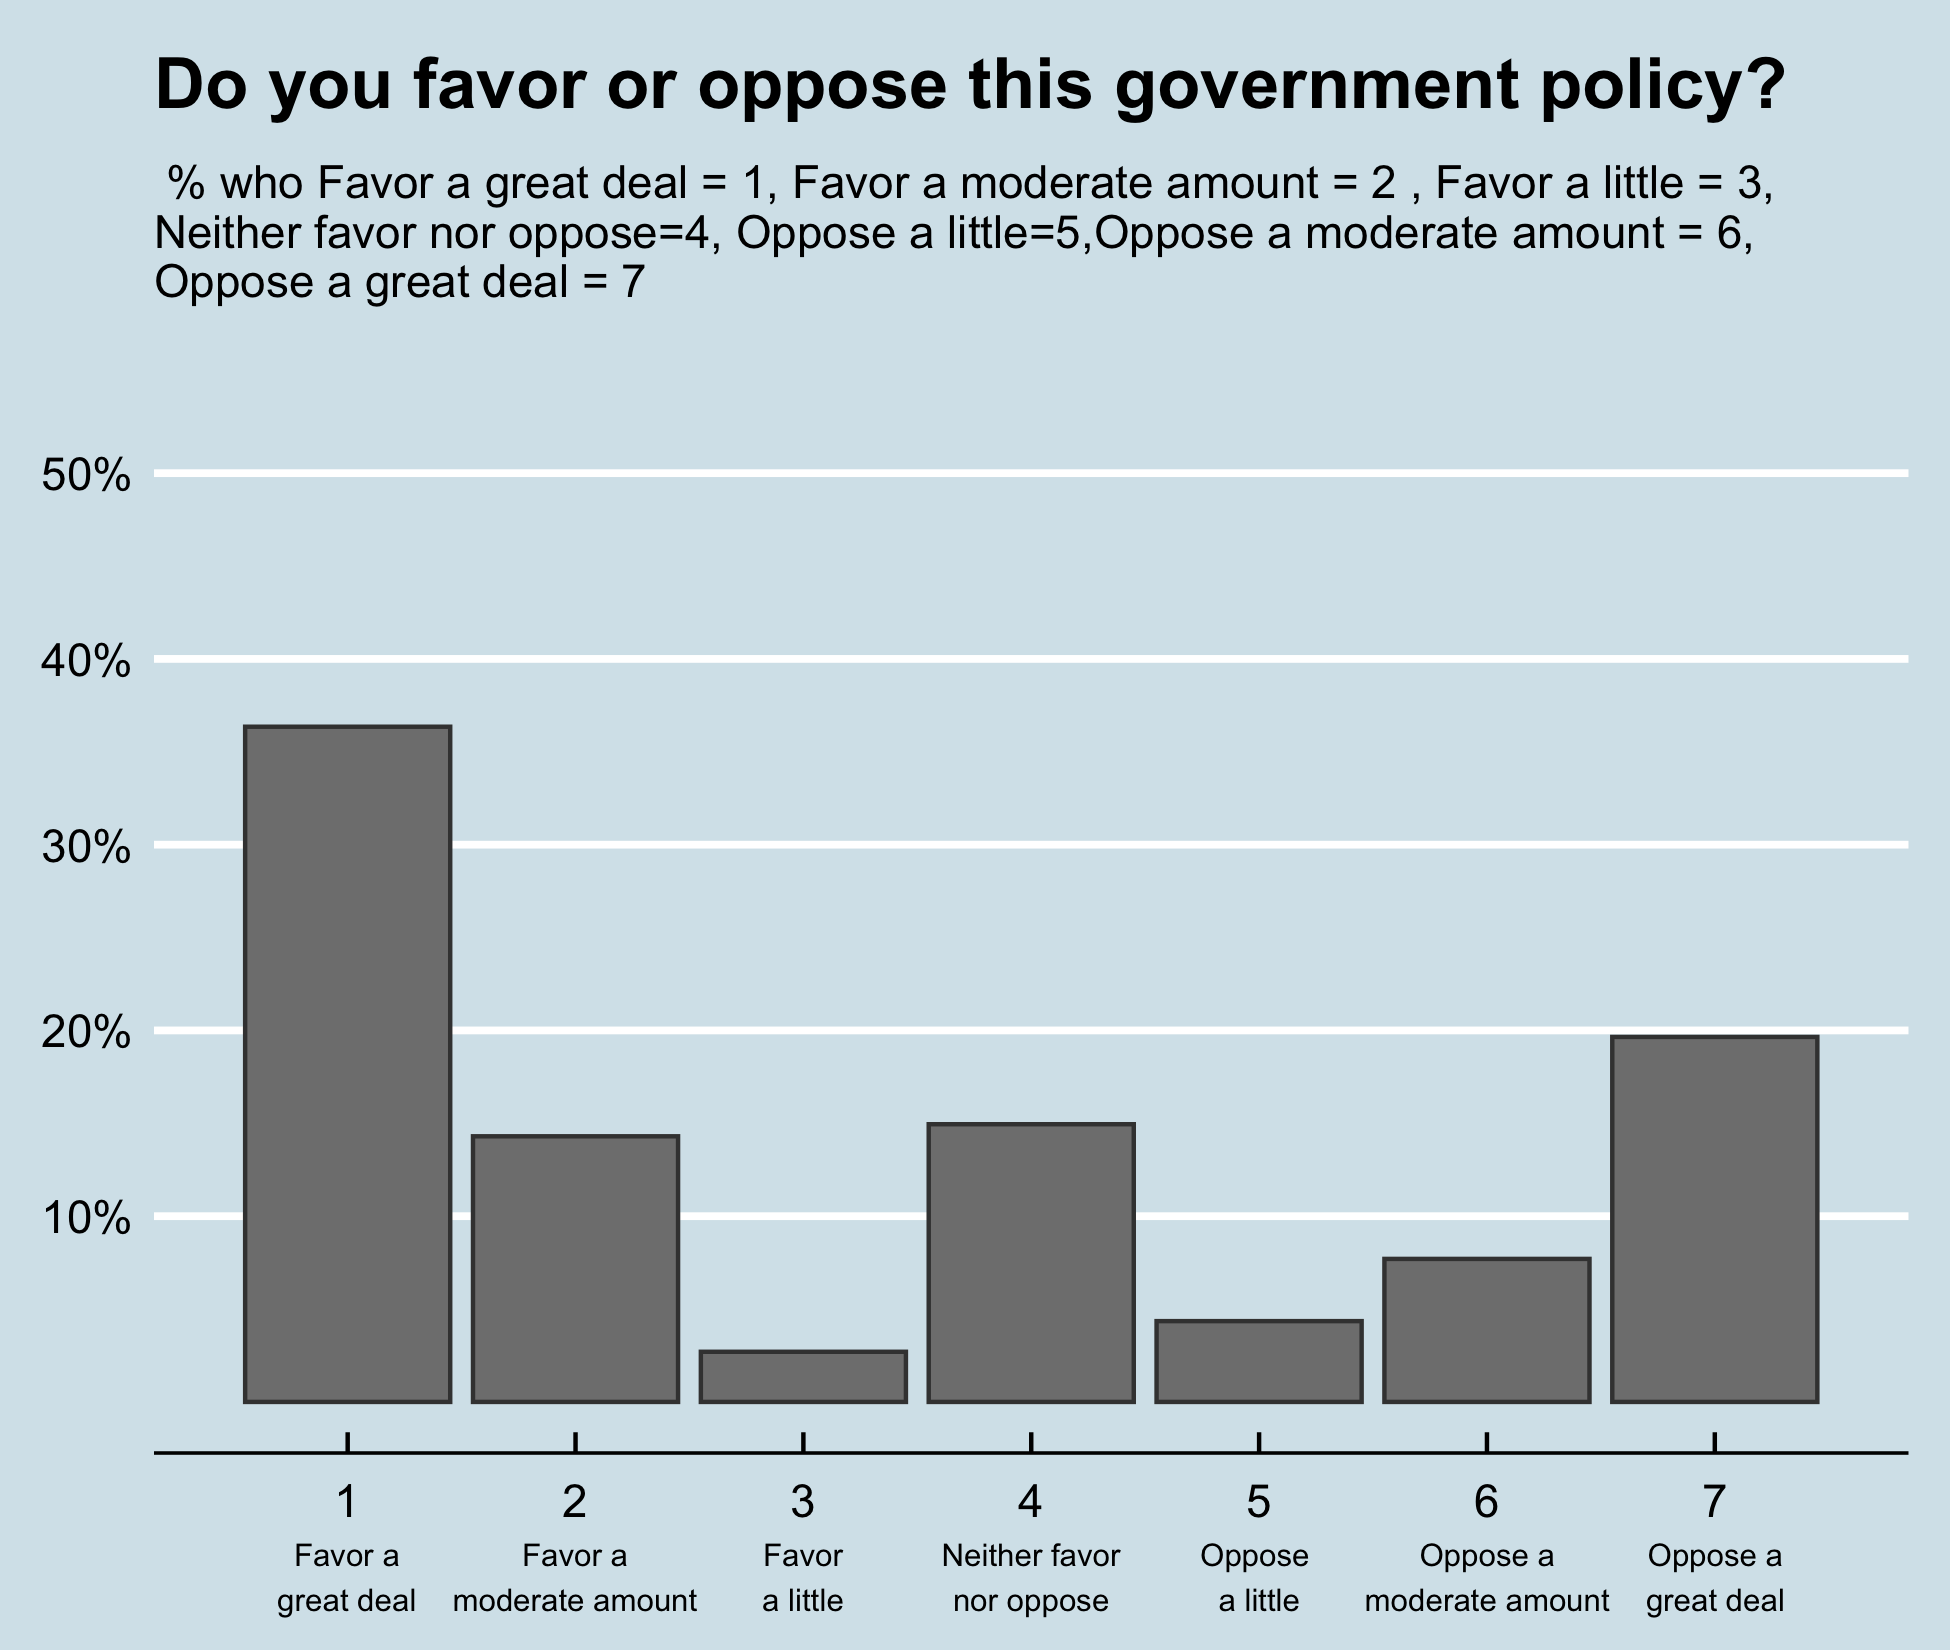 Do you favor or oppose this government policy?
% who Favor a great deal = 1, Favor a moderate amount = 2 , Favor a little = 3,
Neither favor nor oppose=4, Oppose a little=5,Oppose a moderate amount = 6,
Oppose a great deal = 7
50%
40%
30%
20%
10%
1 2 3 4 5 6 7
Favor a Favor a Favor Neither favor Oppose Oppose a Oppose a
great deal moderate amount a little nor oppose a little moderate amount great deal